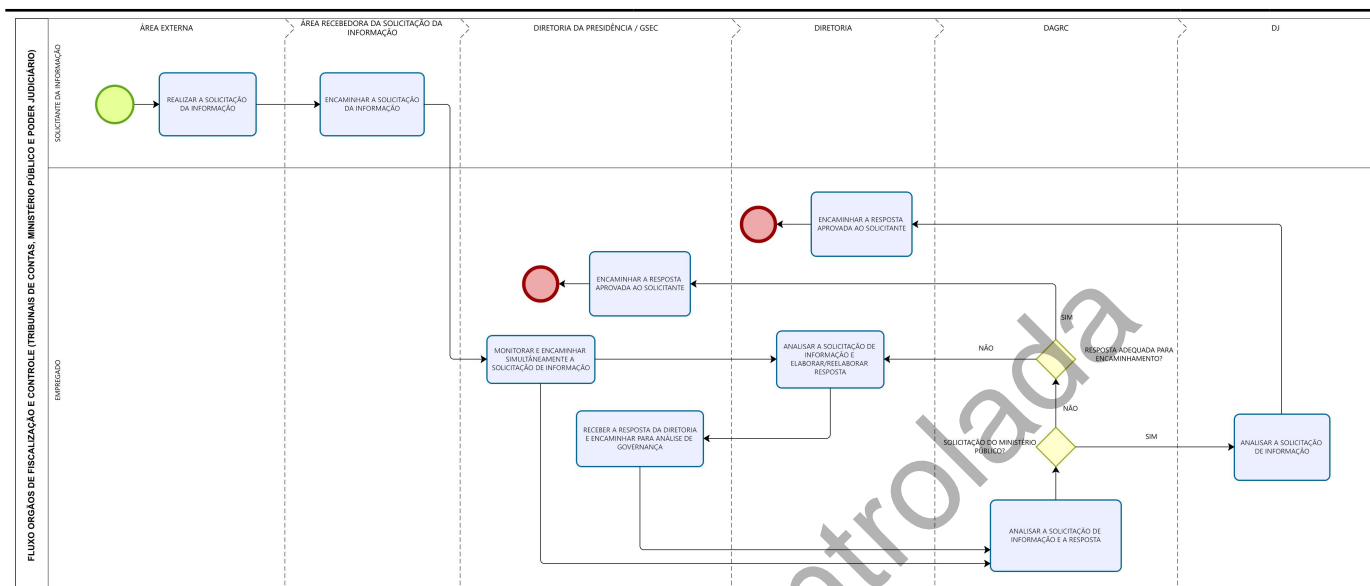 FLUXO ORGÃOS DE FISCALIZAÇÃO E CONTROLE (TRIBUNAIS DE CONTAS, MINISTÉRIO PÚBLICO E PODER JUDICIÁRIO)
ÁREA EXTERNA
ÁREA RECEBEDORA DA SOLICITAÇÃO DA
INFORMAÇÃO
DIRETORIA DA PRESIDÊNCIA / GSEC
DIRETORIA
DAGRC
DJ
SOLICITANTE DA INFORMAÇÃO
REALIZAR A SOLICITAÇÃO
DA INFORMAÇÃO
ENCAMINHAR A SOLICITAÇÃO
DA INFORMAÇÃO
EMPREGADO
ENCAMINHAR A RESPOSTA
APROVADA AO SOLICITANTE
ENCAMINHAR A RESPOSTA
APROVADA AO SOLICITANTE
SIM
MONITORAR E ENCAMINHAR
SIMULTÂNEAMENTE A
SOLICITAÇÃO DE INFORMAÇÃO
ANALISAR A SOLICITAÇÃO DE
INFORMAÇÃO E
ELABORAR/REELABORAR
RESPOSTA
NÃO
RESPOSTA ADEQUADA PARA
ENCAMINHAMENTO?
NÃO
RECEBER A RESPOSTA DA DIRETORIA
E ENCAMINHAR PARA ANÁLISE DE
GOVERNANÇA
SOLICITAÇÃO DO MINISTÉRIO
PÚBLICO?
SIM
ANALISAR A SOLICITAÇÃO
DE INFORMAÇÃO
ANALISAR A SOLICITAÇÃO DE
INFORMAÇÃO E A RESPOSTA
ntrolada